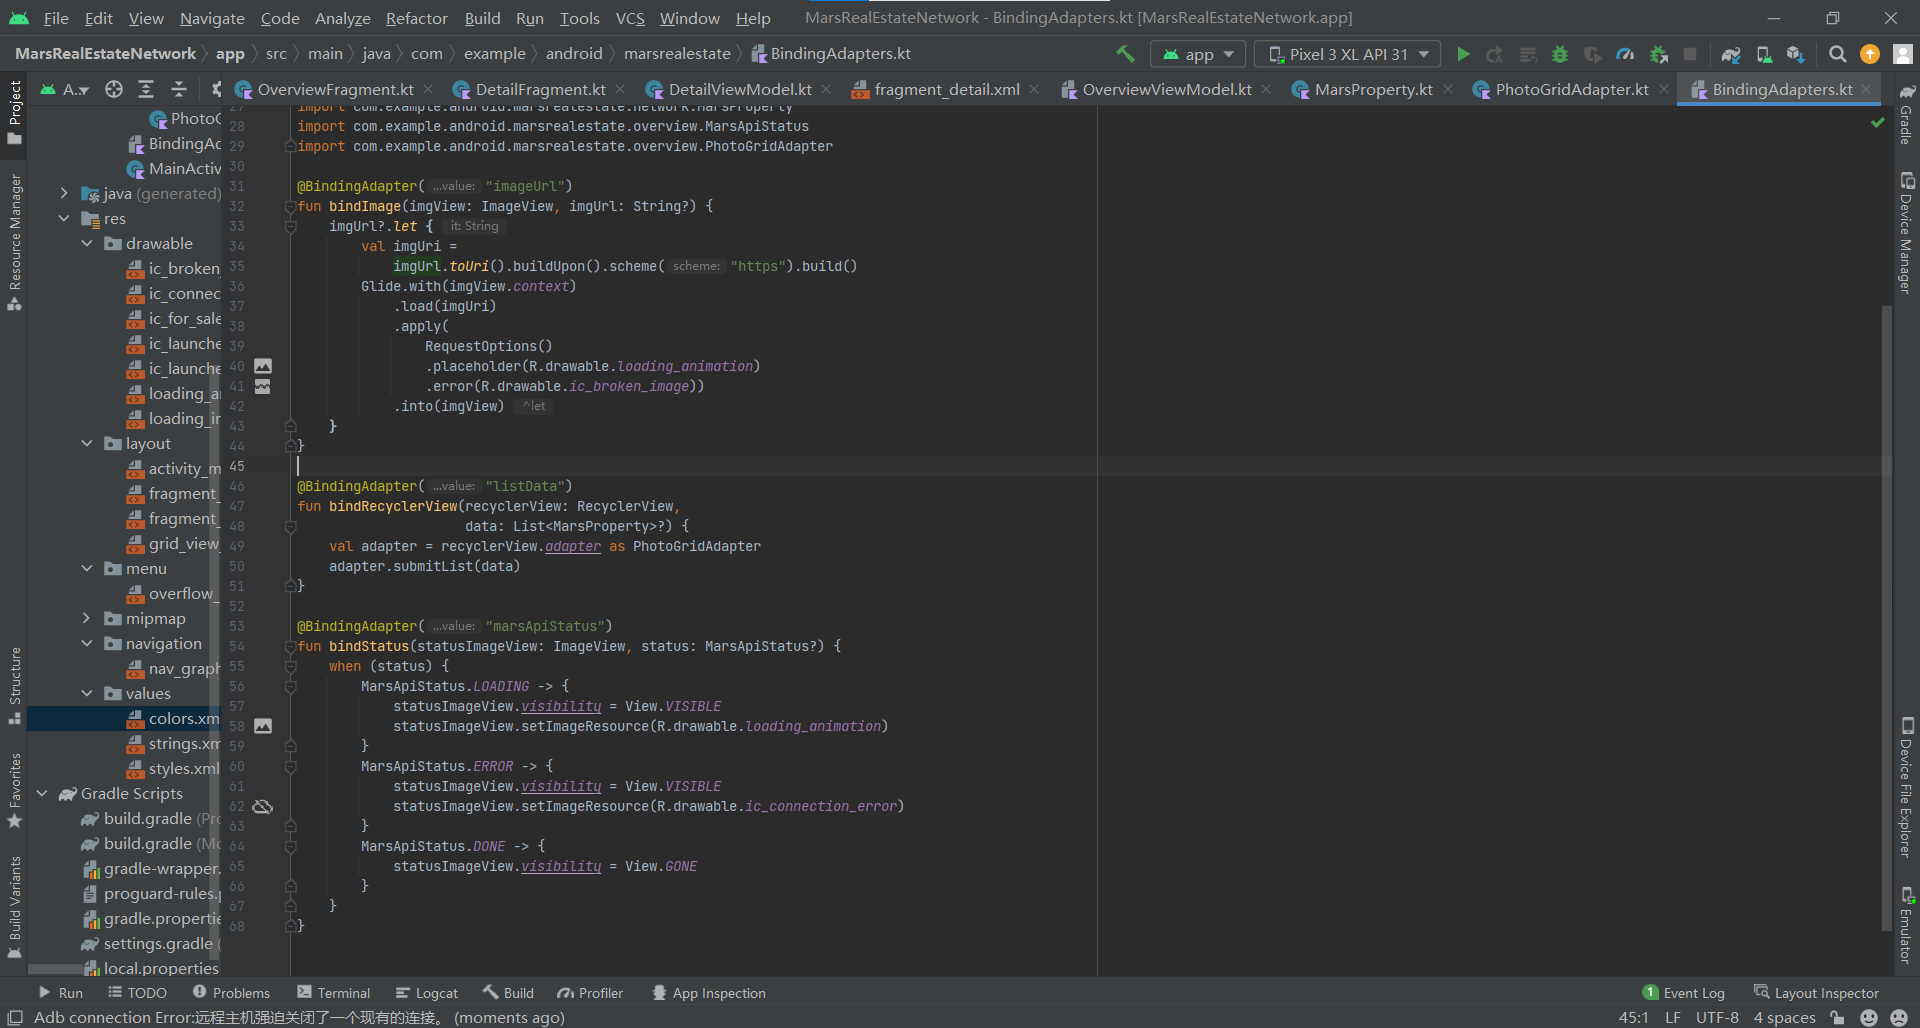 File Edit View Navigate Code Analyze Refactor Build Run Tools VCS Window Help MarsRealEstateNetwork - BindingAdapters.kt [MarsRealEstateNetwork.app]
MarsRealEstateNetwork app src main java com example android marsrealestate BindingAdapters.kt app Pixel 3 XL API 31
A... OverviewFragment.kt DetailFragment.kt DetailViewModel.kt fragment_detail.xml OverviewViewModel.kt MarsProperty.kt PhotoGridAdapter.kt BindingAdapters.kt
Project
Resource Manager
Structure
Favorites
Build Variants
PhotoG
BindingAd
MainActiv
java (generated)
res
drawable
ic_broken_
ic_connec
ic_for_sale
ic_launche
ic_launche
loading_a
loading_i
layout
activity_m
fragment_
fragment_
grid_view_
menu
overflow_
mipmap
navigation
nav_graph
values
colors.xm
strings.xm
styles.xml
Gradle Scripts
build.gradle (Pro
build.gradle (Mo
gradle-wrapper.
proguard-rules.
gradle.propertie
settings.gradle (
local.properties
27 import com.example.android.marsrealestate.network.MarsProperty
28 import com.example.android.marsrealestate.overview.MarsApiStatus
29 import com.example.android.marsrealestate.overview.PhotoGridAdapter
30
31 @BindingAdapter( ...value: "imageUrl")
32 fun bindImage(imgView: ImageView, imgUrl: String?) {
33 imgUrl?.let { it: String
34 val imgUri =
35 imgUrl.toUri().buildUpon().scheme( scheme: "https").build()
36 Glide.with(imgView.context)
37 .load(imgUri)
38 .apply(
39 RequestOptions()
40 .placeholder(R.drawable.loading_animation)
41 .error(R.drawable.ic_broken_image))
42 .into(imgView) ^let
43 }
44 }
45
46 @BindingAdapter( ...value: "listData")
47 fun bindRecyclerView(recyclerView: RecyclerView,
48 data: List<MarsProperty>?) {
49 val adapter = recyclerView.adapter as PhotoGridAdapter
50 adapter.submitList(data)
51 }
52
53 @BindingAdapter( ...value: "marsApiStatus")
54 fun bindStatus(statusImageView: ImageView, status: MarsApiStatus?) {
55 when (status) {
56 MarsApiStatus.LOADING -> {
57 statusImageView.visibility = View.VISIBLE
58 statusImageView.setImageResource(R.drawable.loading_animation)
59 }
60 MarsApiStatus.ERROR -> {
61 statusImageView.visibility = View.VISIBLE
62 statusImageView.setImageResource(R.drawable.ic_connection_error)
63 }
64 MarsApiStatus.DONE -> {
65 statusImageView.visibility = View.GONE
66 }
67 }
68 }
Gradle
Device Manager
Device File Explorer
Emulator
Run TODO Problems Terminal Logcat Build Profiler App Inspection 1 Event Log Layout Inspector
Adb connection Error:远程主机强迫关闭了一个现有的连接。 (moments ago) 45:1 LF UTF-8 4 spaces